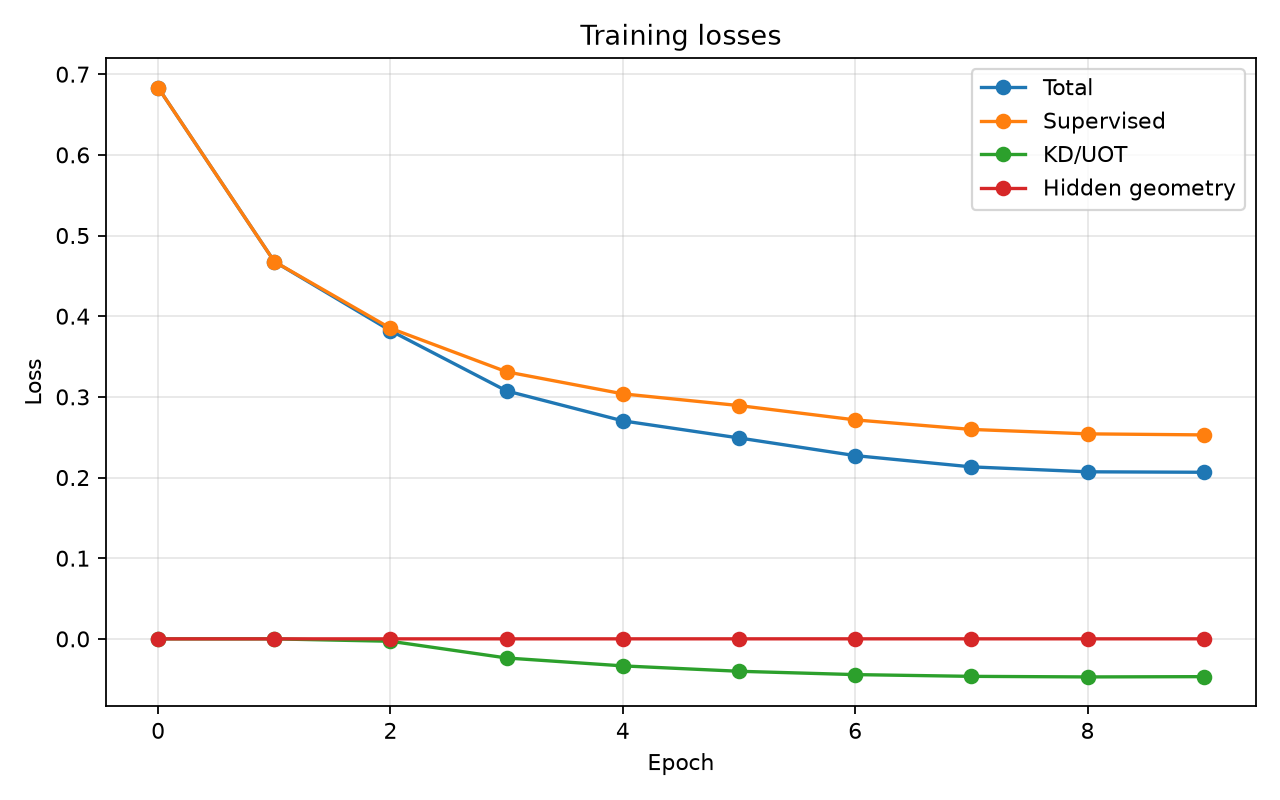 Training losses
Total
Supervised
KD/UOT
Hidden geometry
0.7
0.6
0.5
0.4
0.3
0.2
0.1
0.0
Loss
0 2 4 6 8
Epoch